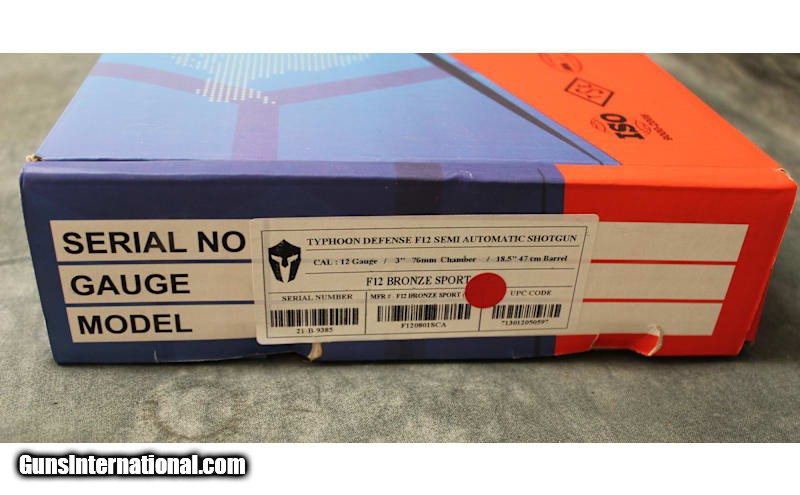 ISO
SERIAL NO
GAUGE
MODEL
TYPHOON DEFENSE F12 SEMI AUTOMATIC SHOTGUN
CAL : 12 Gauge / 3" 76mm Chamber / 18.5" 47 cm Barrel
F12 BRONZE SPORT
SERIAL NUMBER
MFR # F12 BRONZE SPORT
UPC CODE
21-B-9385
F120801SCA
713012050597
GunsInternational.com